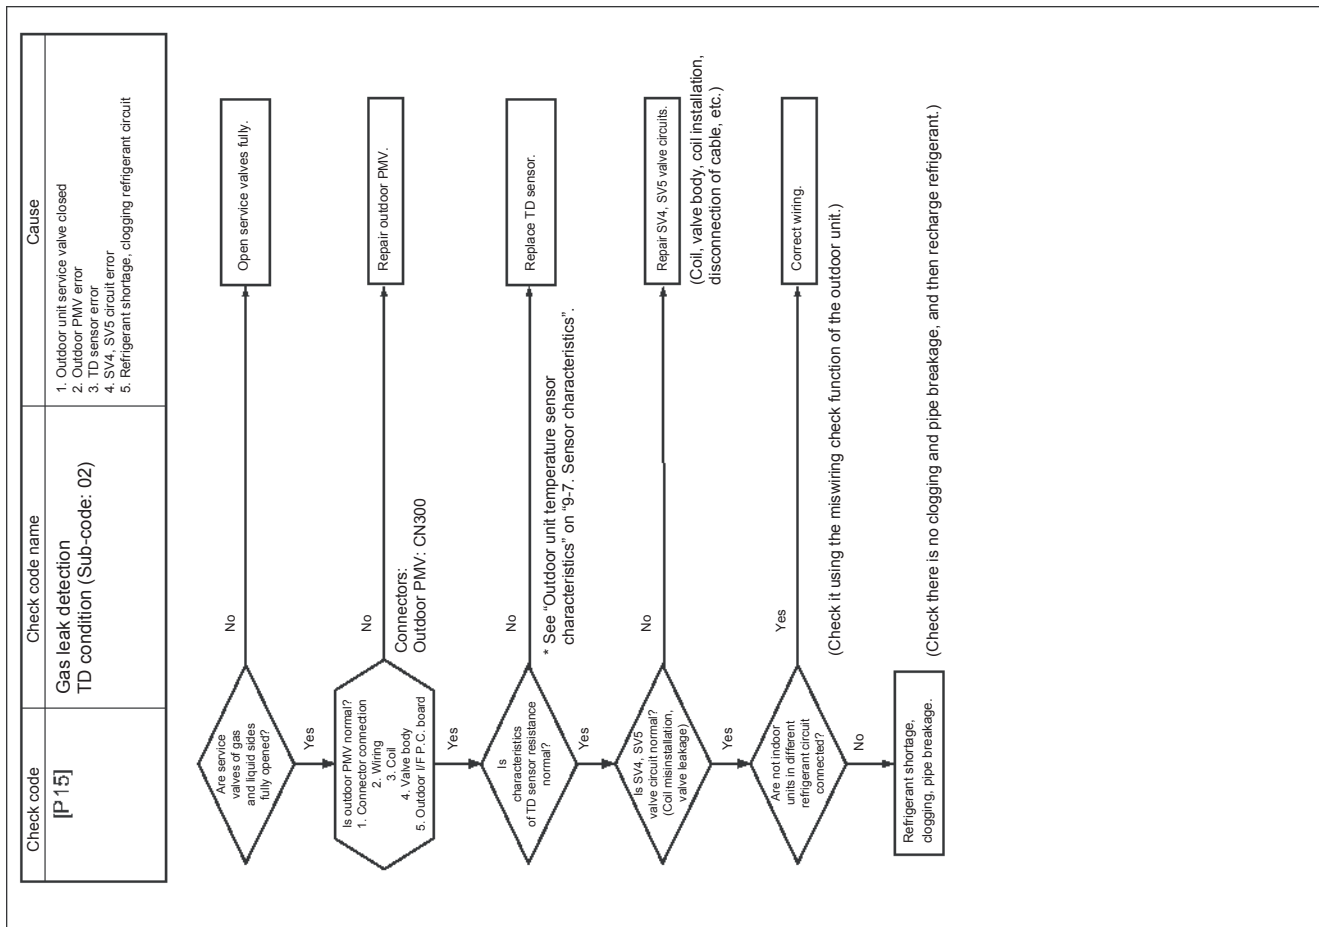 Check code
Check code name
Cause
[P15]
Gas leak detection
TD condition (Sub-code: 02)
1. Outdoor unit service valve closed
2. Outdoor PMV error
3. TD sensor error
4. SV4, SV5 circuit error
5. Refrigerant shortage, clogging refrigerant circuit
Are service
valves of gas
and liquid sides
fully opened?
No
Open service valves fully.
Yes
Is outdoor PMV normal?
1. Connector connection
2. Wiring
3. Coil
4. Valve body
5. Outdoor I/F P.C. board
No
Repair outdoor PMV.
Connectors:
Outdoor PMV: CN300
Yes
Is
characteristics
of TD sensor resistance
normal?
No
Replace TD sensor.
* See "Outdoor unit temperature sensor
characteristics" on "9-7. Sensor characteristics".
Yes
Is SV4, SV5
valve circuit normal?
(Coil misinstallation,
valve leakage)
No
Repair SV4, SV5 valve circuits.
(Coil, valve body, coil installation,
disconnection of cable, etc.)
Yes
Are not indoor
units in different
refrigerant circuit
connected?
Yes
Correct wiring.
(Check it using the miswiring check function of the outdoor unit.)
No
Refrigerant shortage,
clogging, pipe breakage.
(Check there is no clogging and pipe breakage, and then recharge refrigerant.)